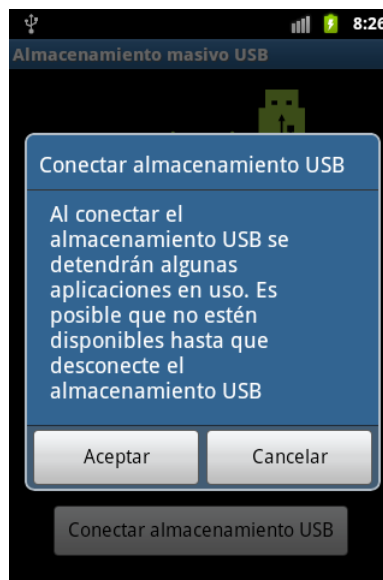 8:26
Almacenamiento masivo USB
Conectar almacenamiento USB
Al conectar el
almacenamiento USB se
detendrán algunas
aplicaciones en uso. Es
posible que no estén
disponibles hasta que
desconecte el
almacenamiento USB
Aceptar
Cancelar
Conectar almacenamiento USB